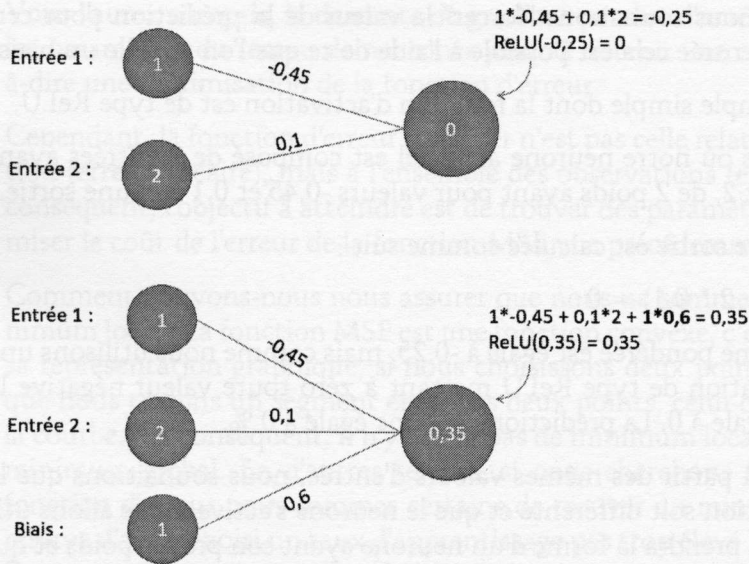 1*-0,45 + 0,1*2 = -0,25
ReLU(-0,25) = 0
Entrée 1 :
1
-0,45
0
0,1
Entrée 2 :
2
Entrée 1 :
1
1*-0,45 + 0,1*2 + 1*0,6 = 0,35
ReLU(0,35) = 0,35
-0,45
Entrée 2 :
2
0,1
0,35
0,6
Biais :
1